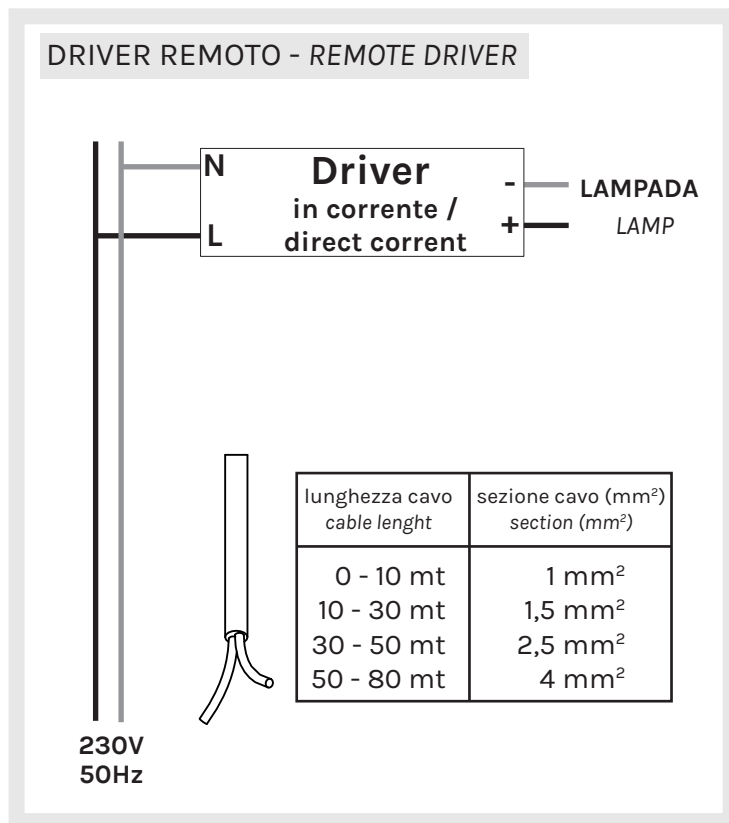 DRIVER REMOTO - REMOTE DRIVER
N
Driver
in corrente /
direct current
L
-
+
LAMPADA
LAMP
lunghezza cavo
cable lenght
sezione cavo (mm²)
section (mm²)
0 - 10 mt 1 mm²
10 - 30 mt 1,5 mm²
30 - 50 mt 2,5 mm²
50 - 80 mt 4 mm²
230V
50Hz